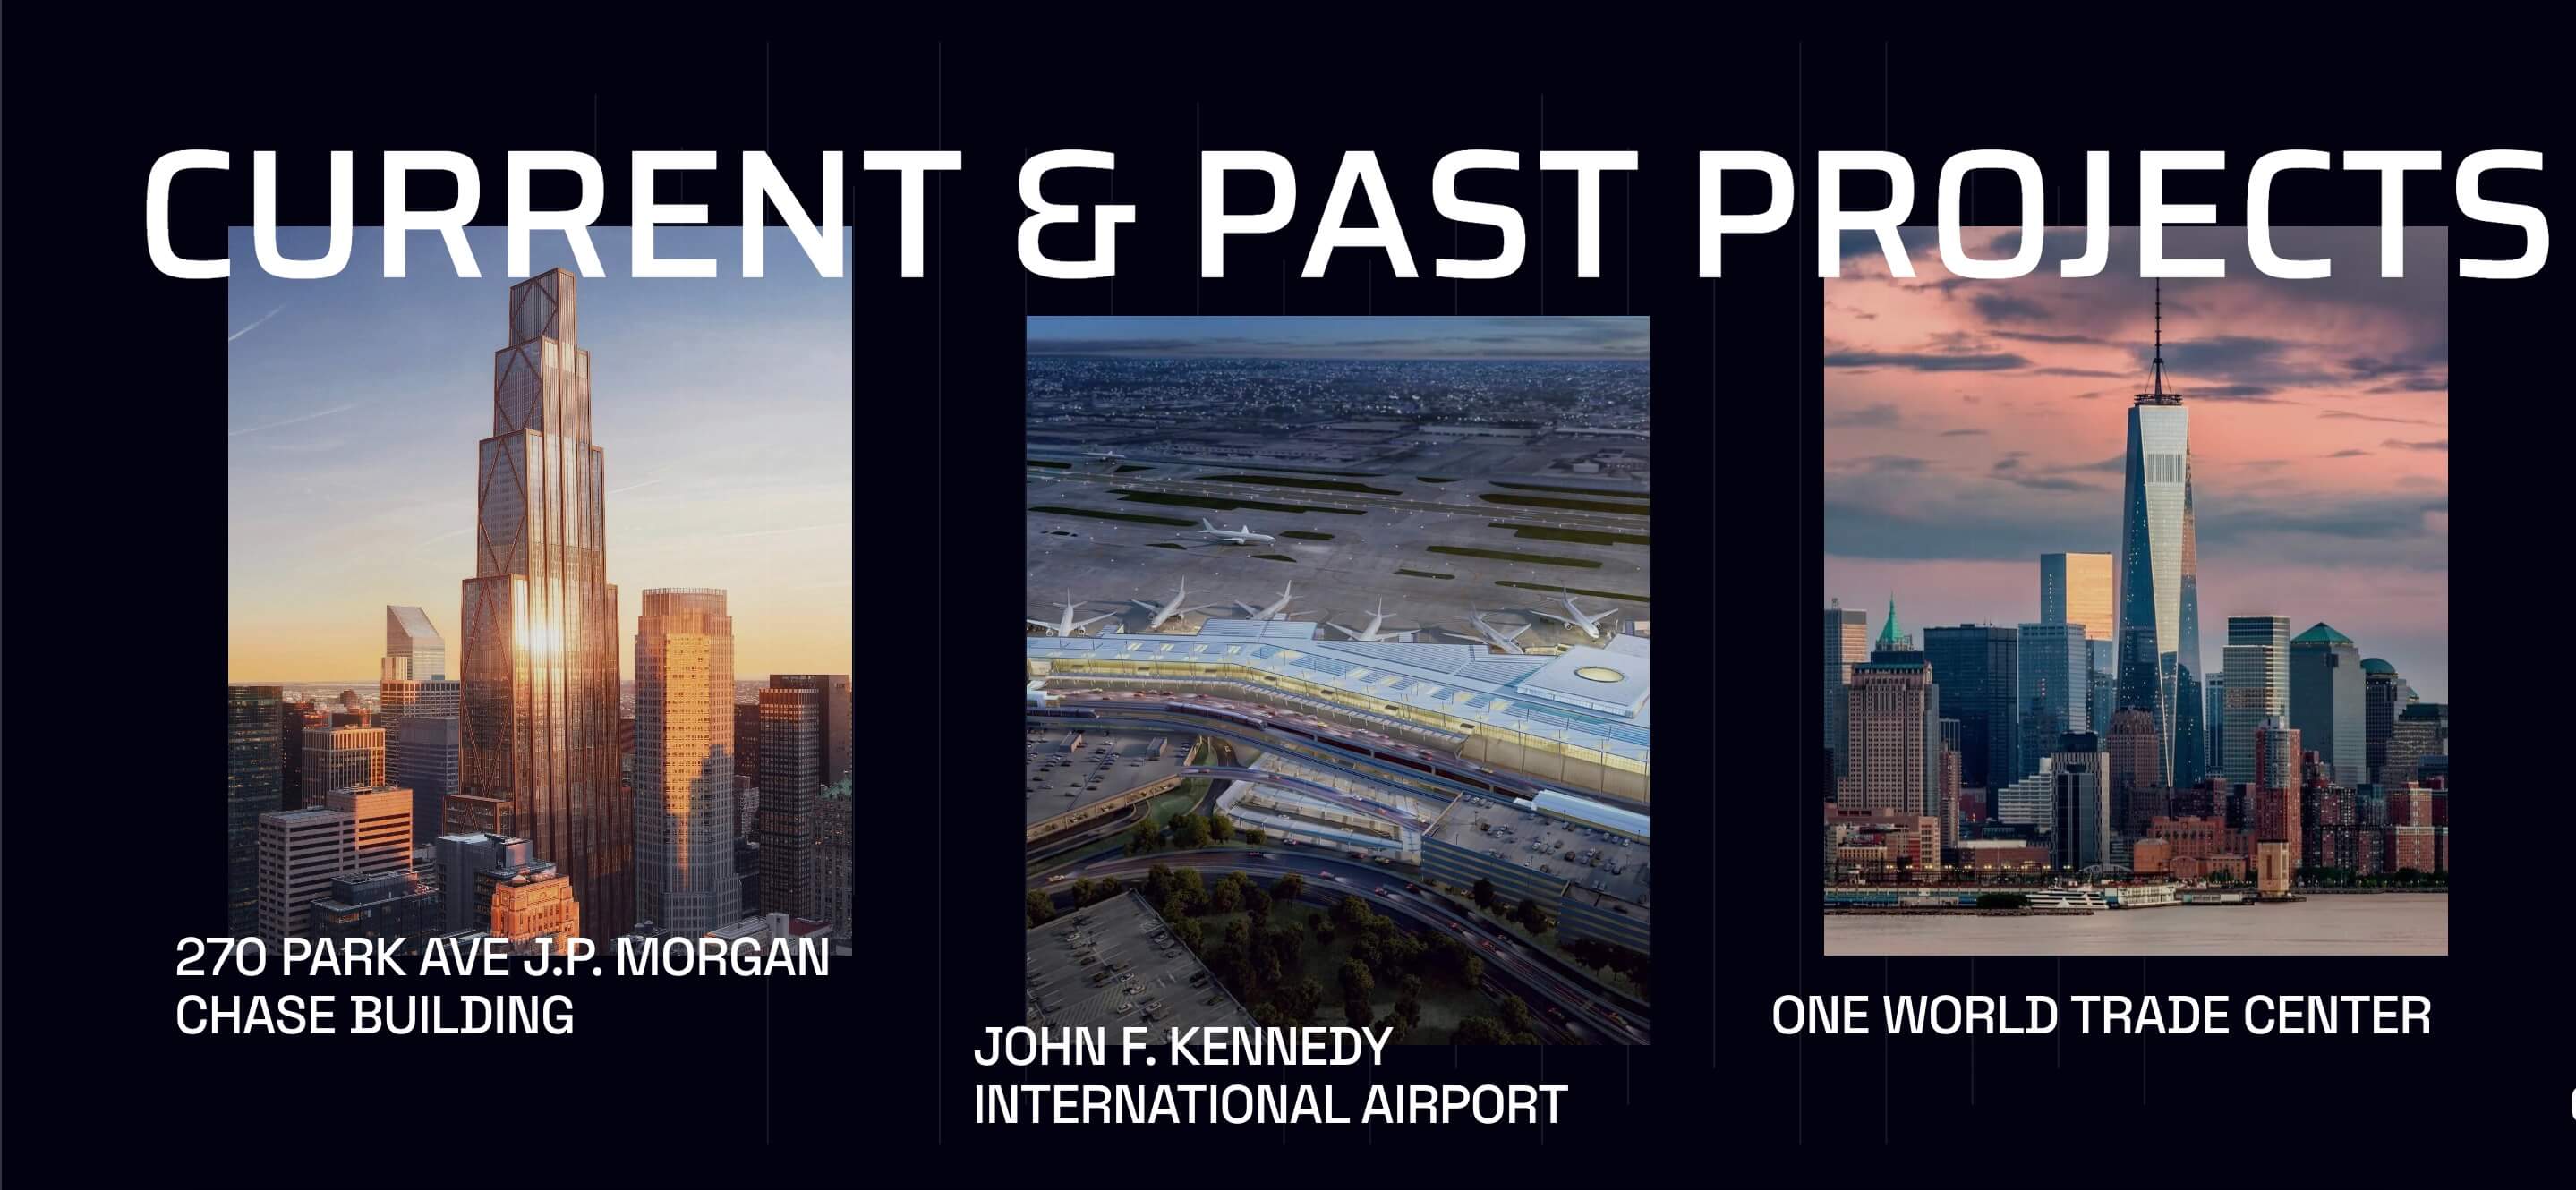 CURRENT & PAST PROJECTS
270 PARK AVE J.P. MORGAN
CHASE BUILDING
JOHN F. KENNEDY
INTERNATIONAL AIRPORT
ONE WORLD TRADE CENTER